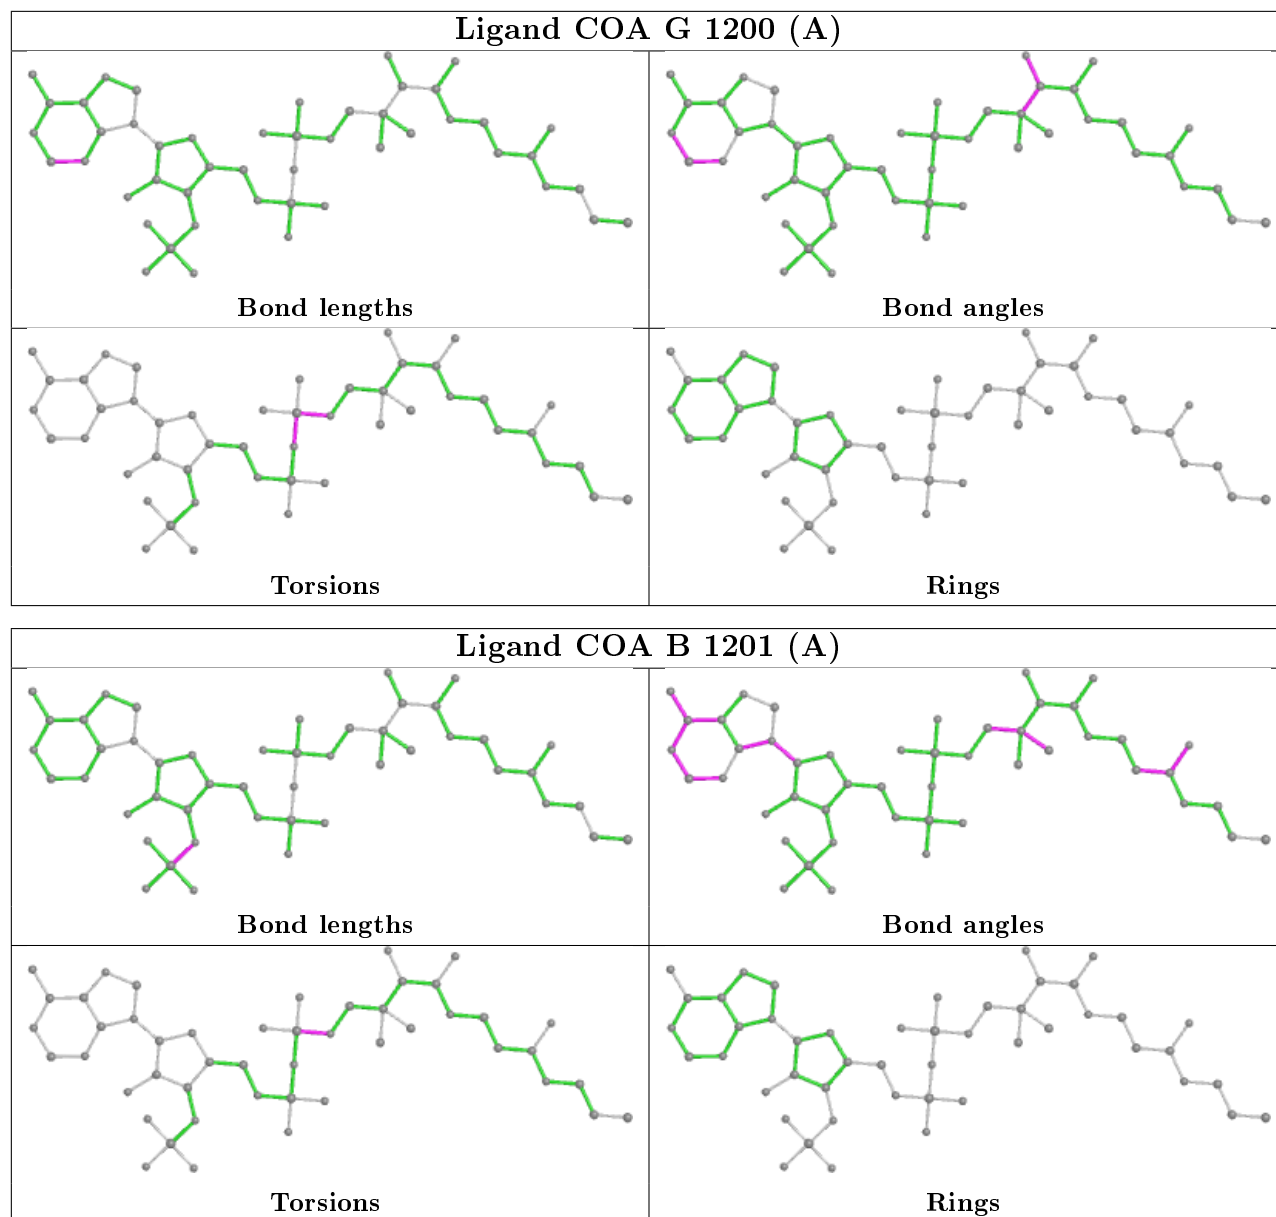 Ligand COA G 1200 (A)
Bond lengths
Bond angles
Torsions
Rings
Ligand COA B 1201 (A)
Bond lengths
Bond angles
Torsions
Rings